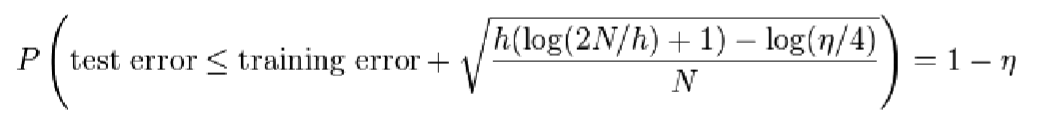 P ( test error ≤ training error + √( h(log(2N/h) + 1) − log(η/4) / N ) ) = 1 − η